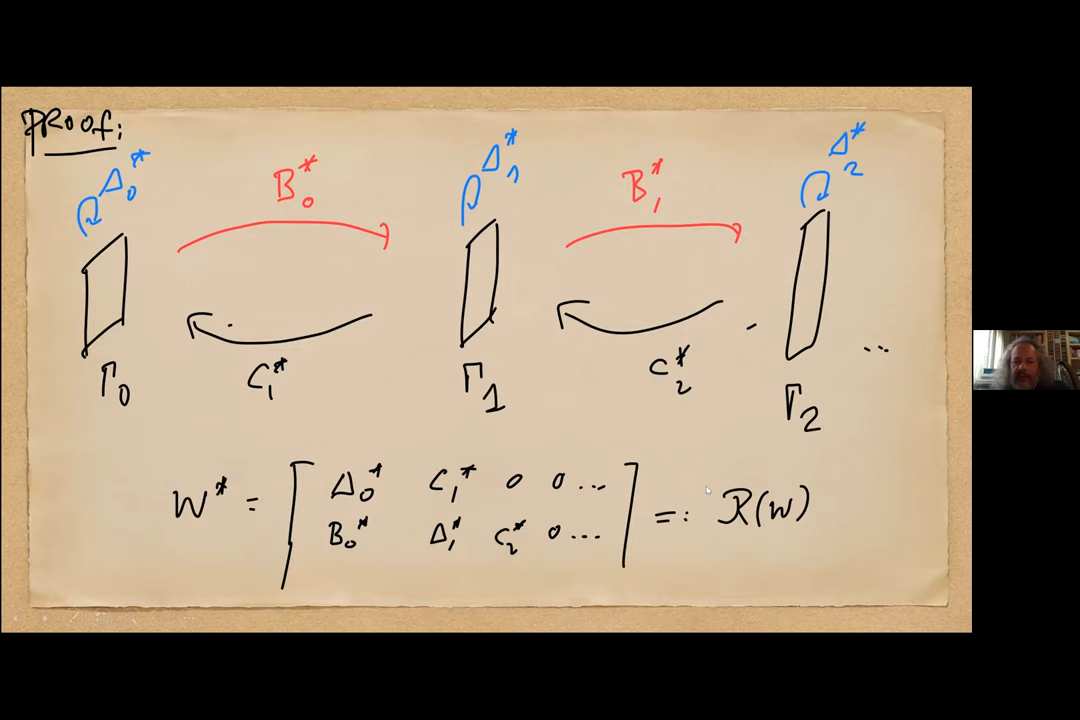 PROOF:
Δ₀* B₀* Δ₁* B₁* Δ₂*
C₁* C₂* ..
Γ₀ Γ₁ Γ₂
W* = [ Δ₀* C₁* 0 0 ...
B₀* Δ₁* C₂* 0 ... ] =: R(W)